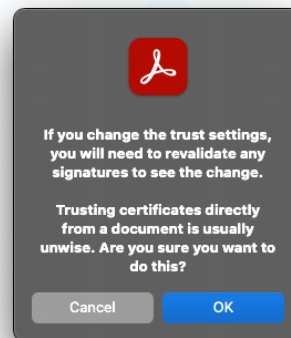 If you change the trust settings,
you will need to revalidate any
signatures to see the change.
Trusting certificates directly
from a document is usually
unwise. Are you sure you want to
do this?
Cancel
OK